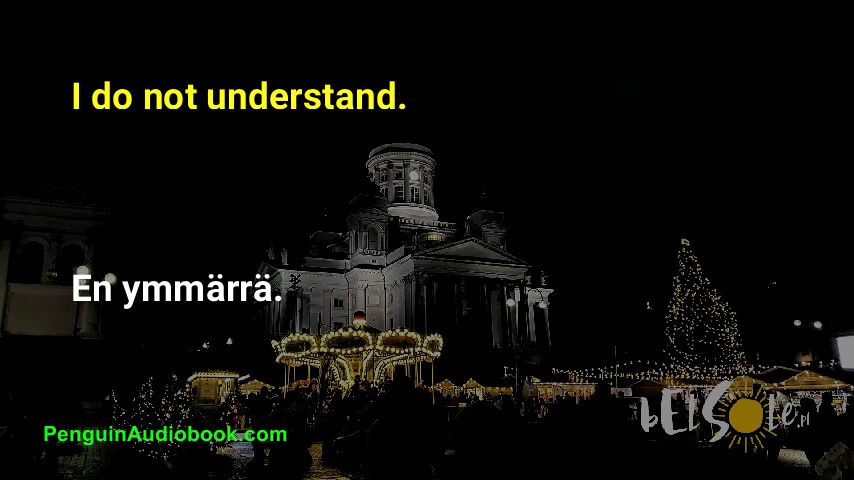 I do not understand.
En ymmärrä.
PenguinAudiobook.com
bElSole.pl